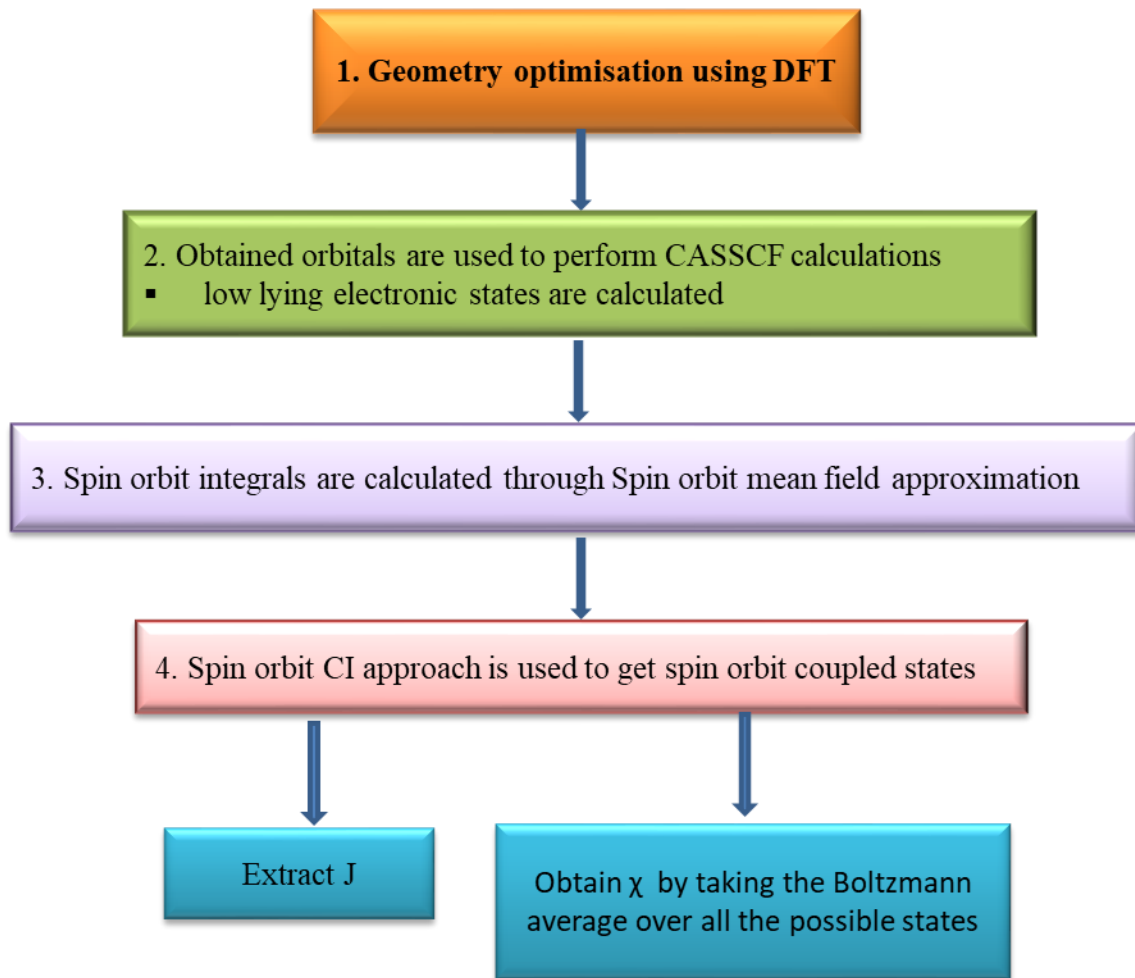 1. Geometry optimisation using DFT
2. Obtained orbitals are used to perform CASSCF calculations
▪ low lying electronic states are calculated
3. Spin orbit integrals are calculated through Spin orbit mean field approximation
4. Spin orbit CI approach is used to get spin orbit coupled states
Extract J
Obtain χ by taking the Boltzmann
average over all the possible states